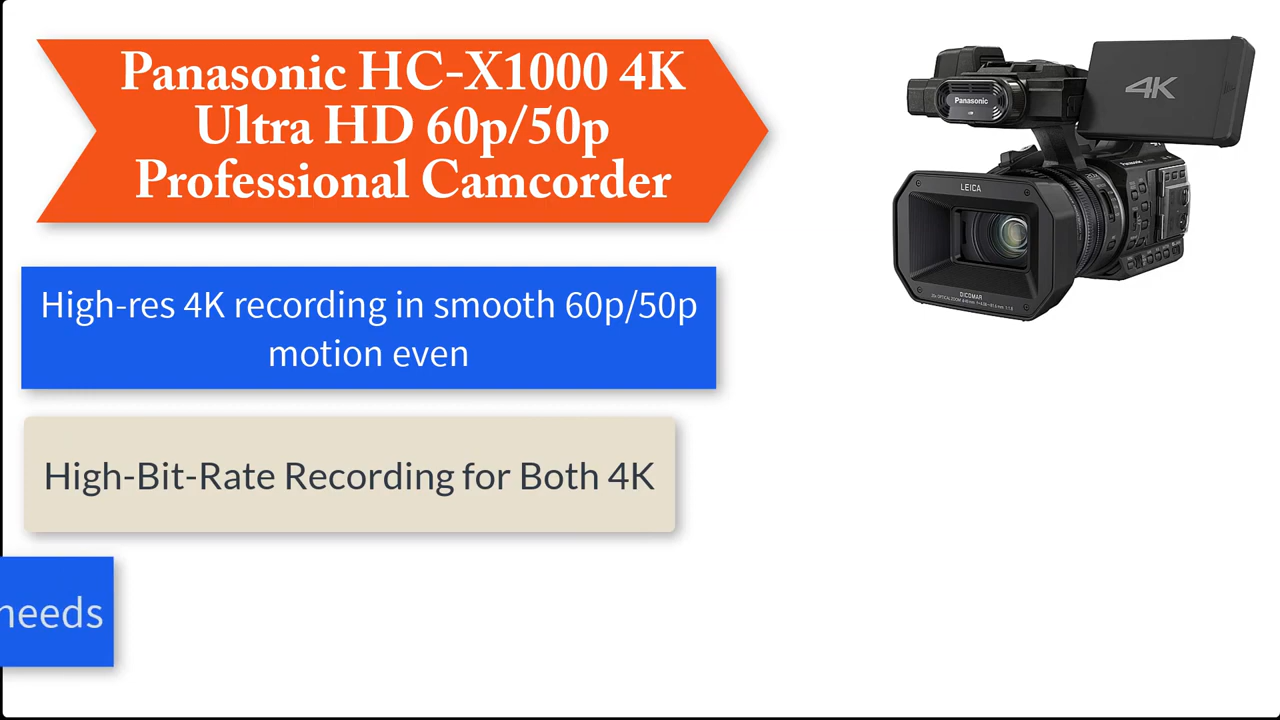 Panasonic HC-X1000 4K
Ultra HD 60p/50p
Professional Camcorder
High-res 4K recording in smooth 60p/50p
motion even
High-Bit-Rate Recording for Both 4K
needs
4K
Panasonic
Panasonic
LEICA
DICOMAR